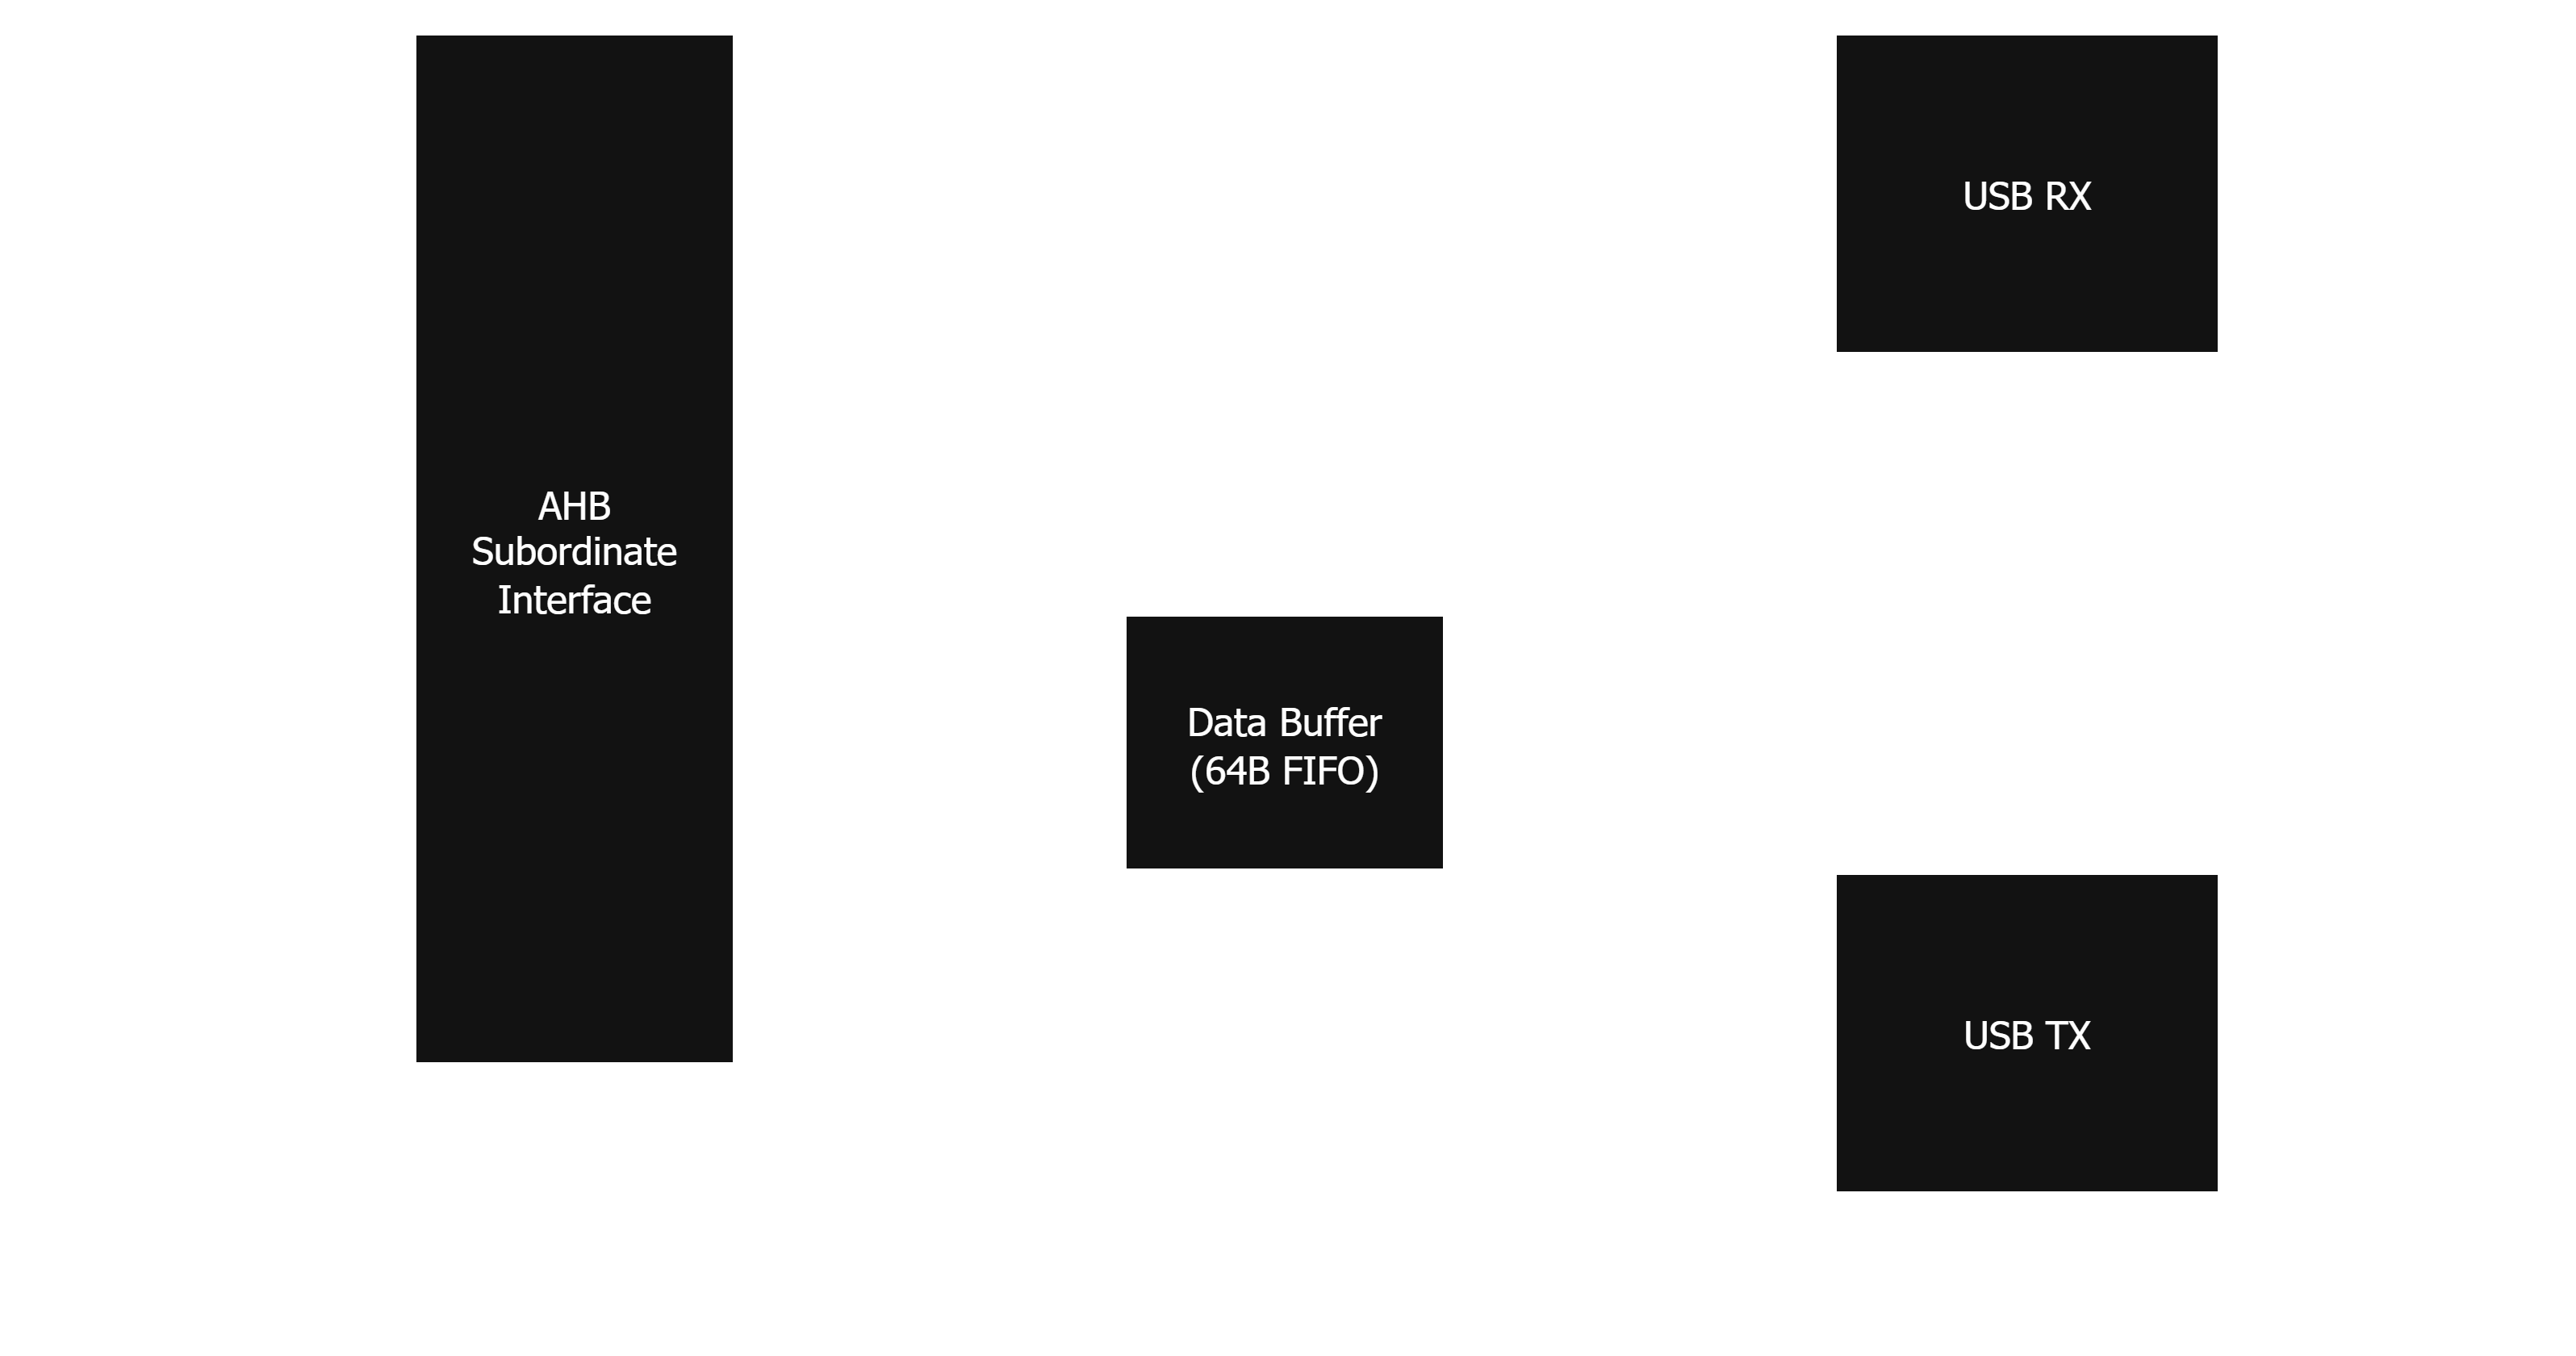 USB RX
AHB
Subordinate
Interface
Data Buffer
(64B FIFO)
USB TX